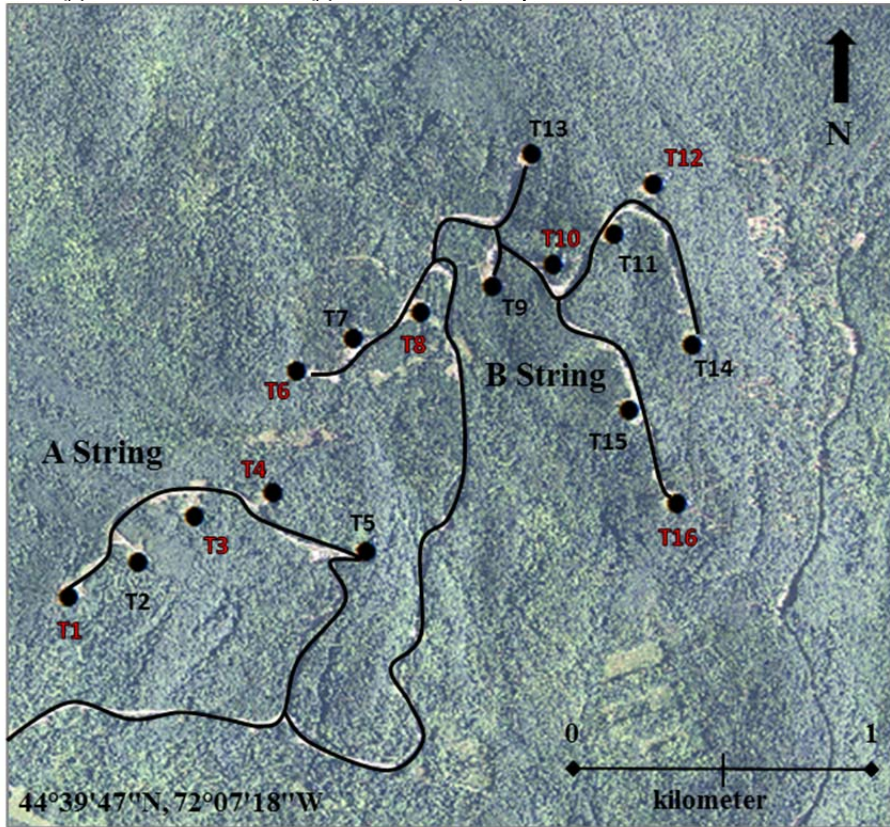 T13
T12
N
T10
T11
T7
T9
T8
T14
T6
B String
T15
A String
T4
T5
T16
T3
T2
T1
0 1
44°39'47"N, 72°07'18"W
kilometer